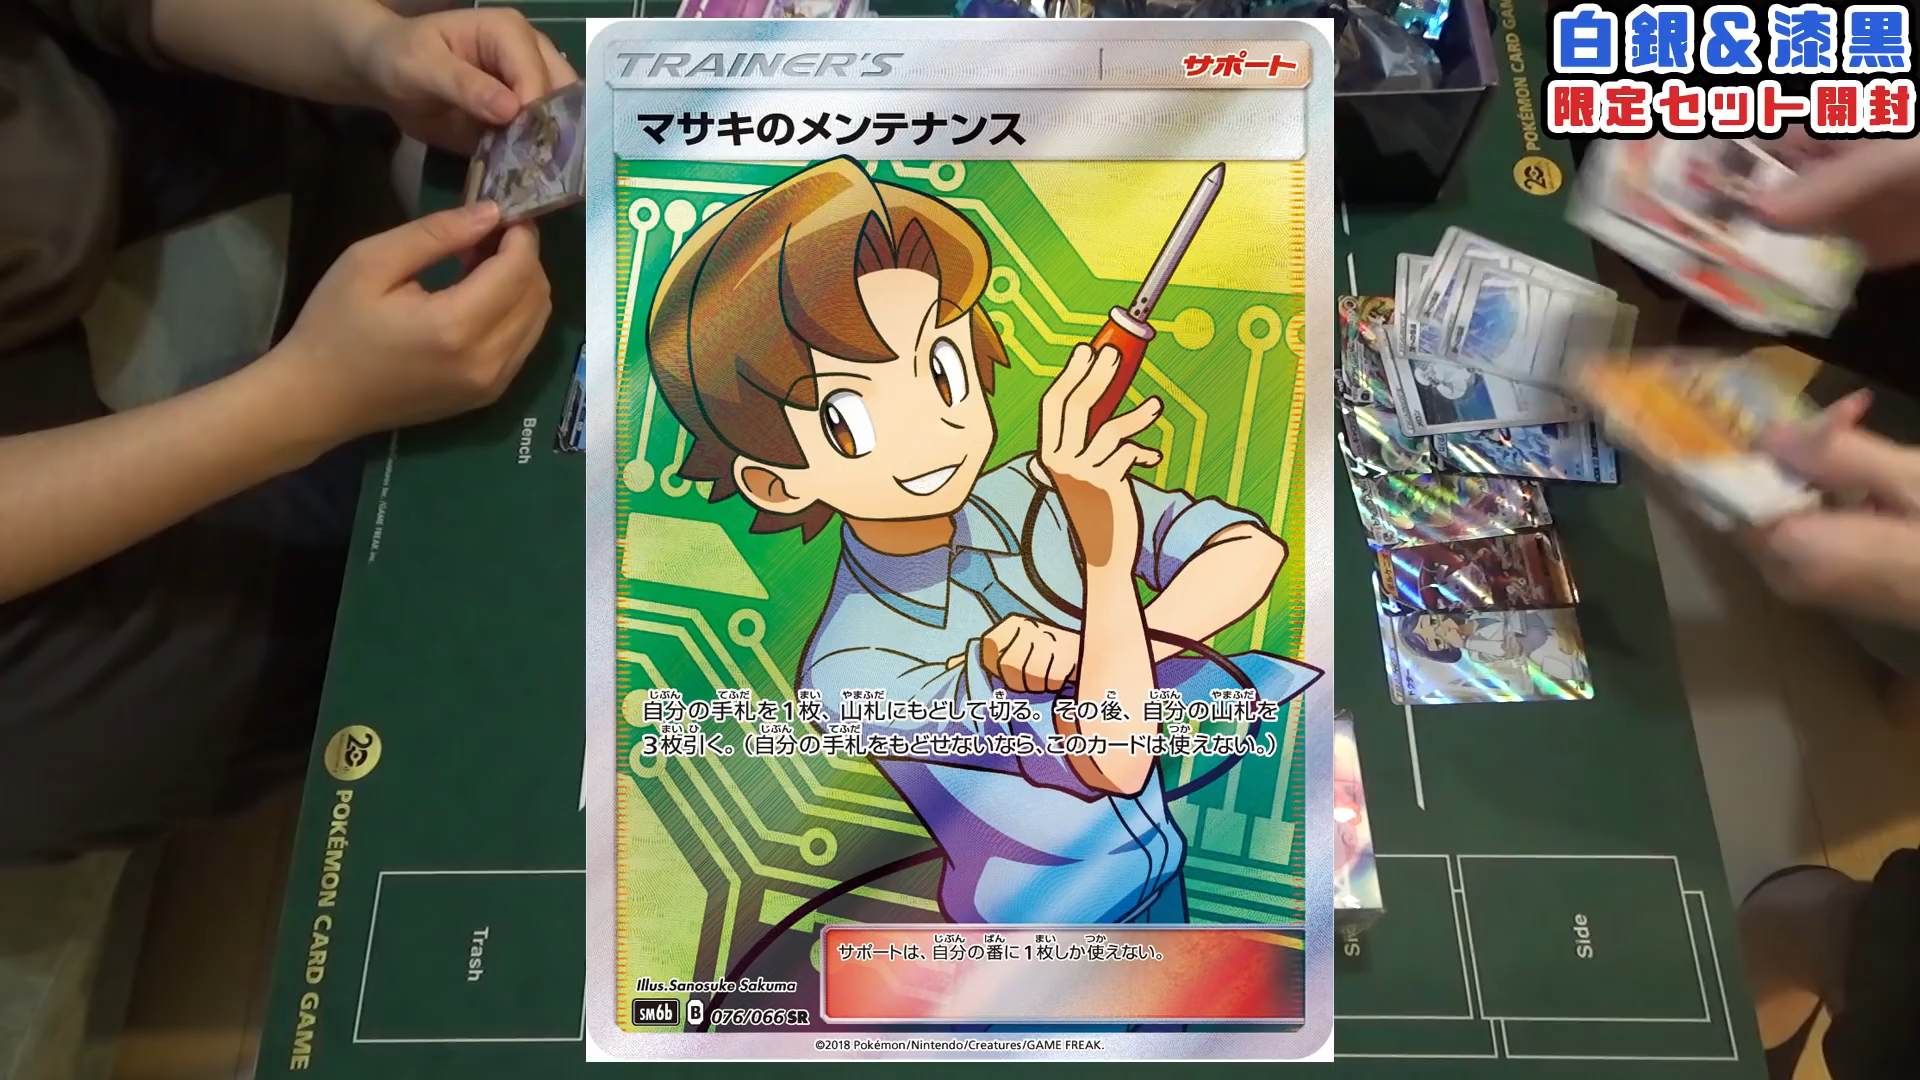 白銀&漆黒
限定セット開封
TRAINER'S
サポート
マサキのメンテナンス
自分の手札を1枚、山札にもどして切る。その後、自分の山札を
3枚引く。（自分の手札をもどせないなら、このカードは使えない。）
サポートは、自分の番に1枚しか使えない。
Illus.Sanosuke Sakuma
sm6b B 076/066 SR
©2018 Pokémon/Nintendo/Creatures/GAME FREAK.
Bench
Trash
POKÉMON CARD GAME
POKÉMON CARD GAM
Side